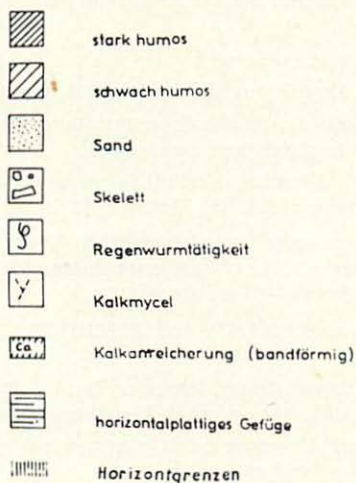 stark humos
schwach humos
Sand
Skelett
Regenwurmtätigkeit
Kalkmycel
Ca Kalkanreicherung (bandförmig)
horizontalplattiges Gefüge
Horizontgrenzen